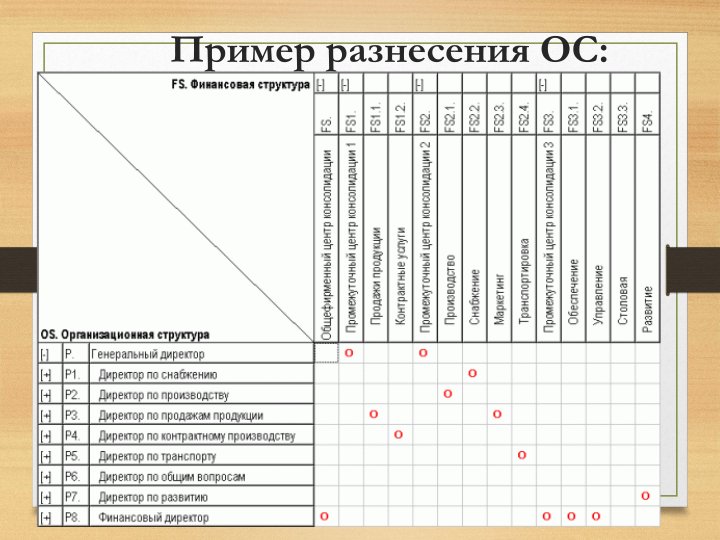 Пример разнесения ОС:
FS. Финансовая структура [-] [-] [-] [-]
FS. FS1. FS1.1. FS1.2. FS2. FS2.1. FS2.2. FS2.3. FS2.4. FS3. FS3.1. FS3.2. FS3.3. FS4.
Общефирменный центр консолидации
Промежуточный центр консолидации 1
Продажи продукции
Контрактные услуги
Промежуточный центр консолидации 2
Производство
Снабжение
Маркетинг
Транспортировка
Промежуточный центр консолидации 3
Обеспечение
Управление
Столовая
Развитие
OS. Организационная структура
[-] P. Генеральный директор O O
[+] P1. Директор по снабжению O
[+] P2. Директор по производству O
[+] P3. Директор по продажам продукции O O
[+] P4. Директор по контрактному производству O
[+] P5. Директор по транспорту O
[+] P6. Директор по общим вопросам
[+] P7. Директор по развитию O
[+] P8. Финансовый директор O O O O